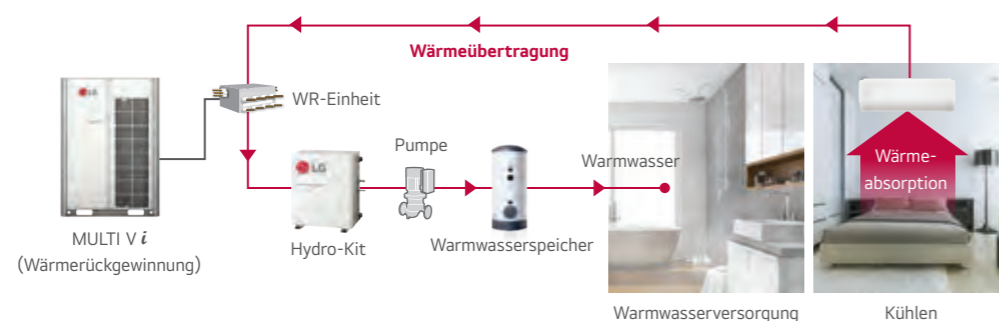 Wärmeübertragung
LG
WR-Einheit
Pumpe
Warmwasser
Wärme-
absorption
LG
MULTI V i
(Wärmerückgewinnung)
Hydro-Kit
Warmwasserspeicher
Warmwasserversorgung
Kühlen